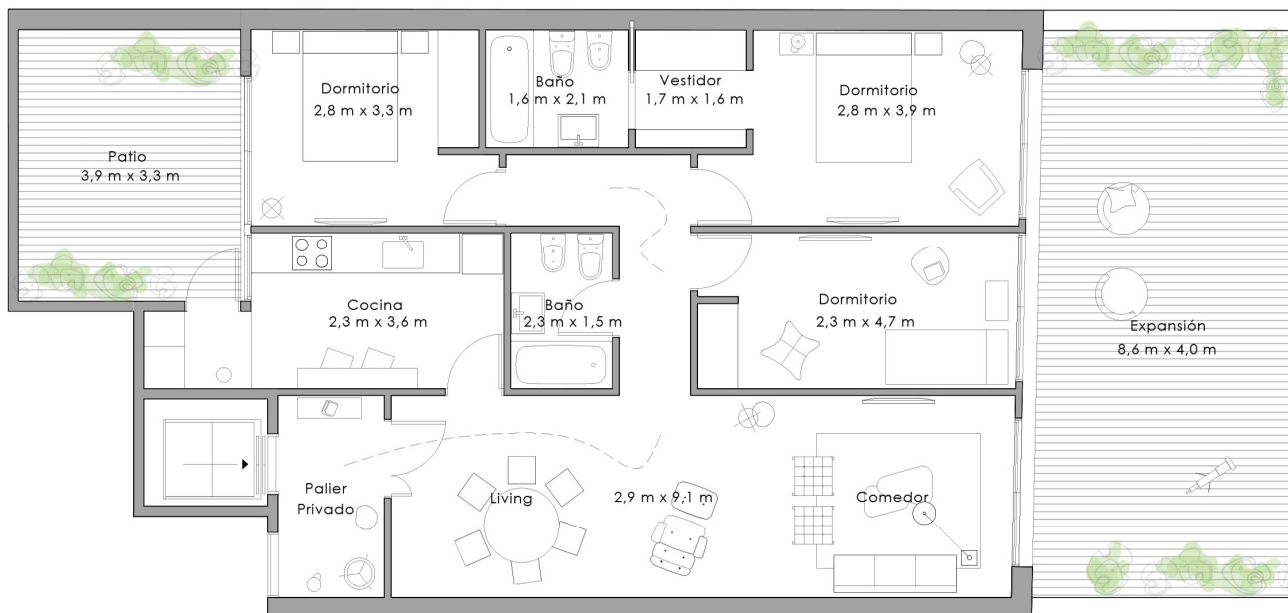 Dormitorio
2,8 m x 3,3 m
Baño
1,6 m x 2,1 m
Vestidor
1,7 m x 1,6 m
Dormitorio
2,8 m x 3,9 m
Patio
3,9 m x 3,3 m
Cocina
2,3 m x 3,6 m
Baño
2,3 m x 1,5 m
Dormitorio
2,3 m x 4,7 m
Expansión
8,6 m x 4,0 m
Palier
Privado
Living
2,9 m x 9,1 m
Comedor